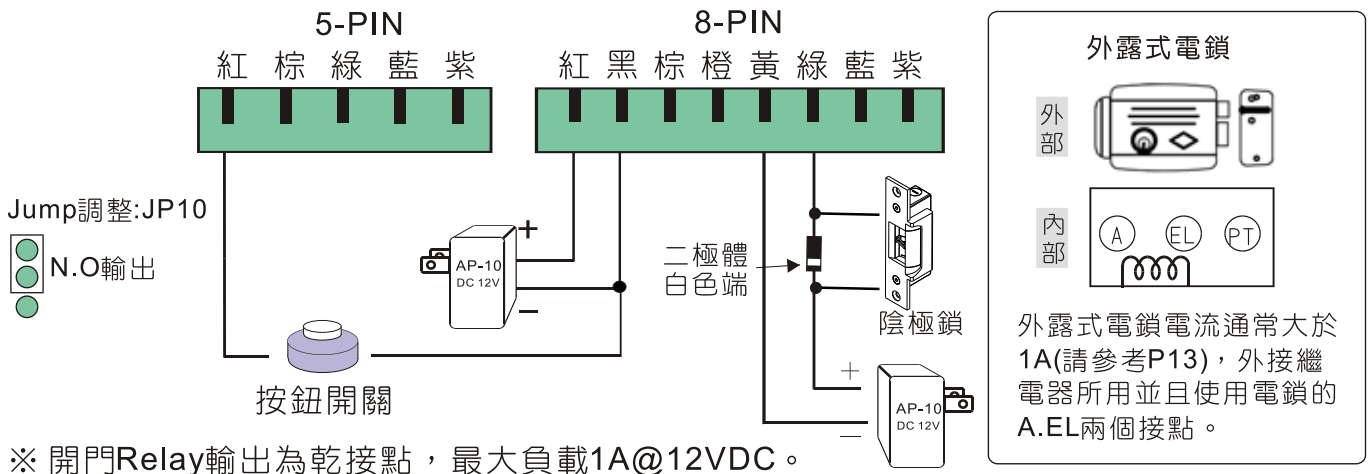 5-PIN
8-PIN
紅 棕 綠 藍 紫
紅 黑 棕 橙 黃 綠 藍 紫
Jump調整:JP10
N.O輸出
按鈕開關
+
AP-10
DC 12V
—
二極體
白色端
陰極鎖
+
AP-10
DC 12V
—
※ 開門Relay輸出為乾接點，最大負載1A@12VDC。
外露式電鎖
外部
內部
A EL PT
外露式電鎖電流通常大於
1A(請參考P13)，外接繼
電器所用並且使用電鎖的
A.EL兩個接點。